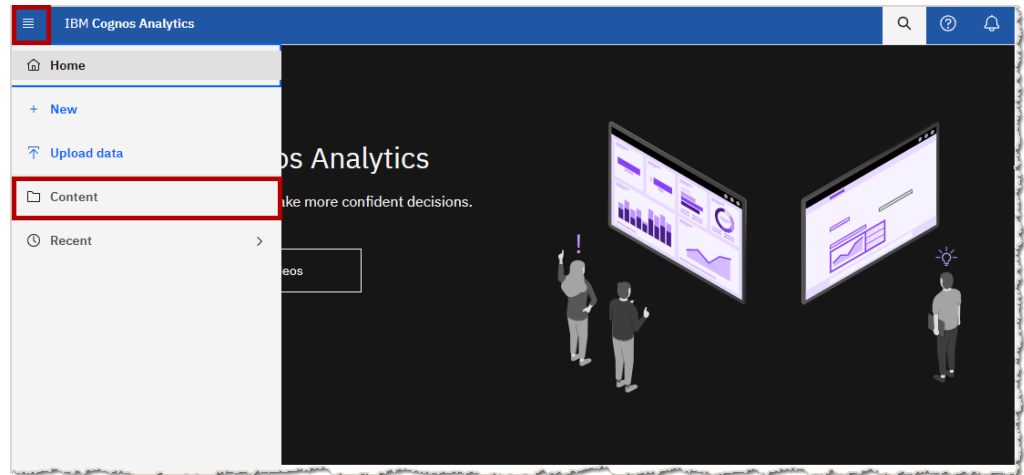 IBM Cognos Analytics
Home
+ New
Upload data
os Analytics
ake more confident decisions.
Content
Recent
eos